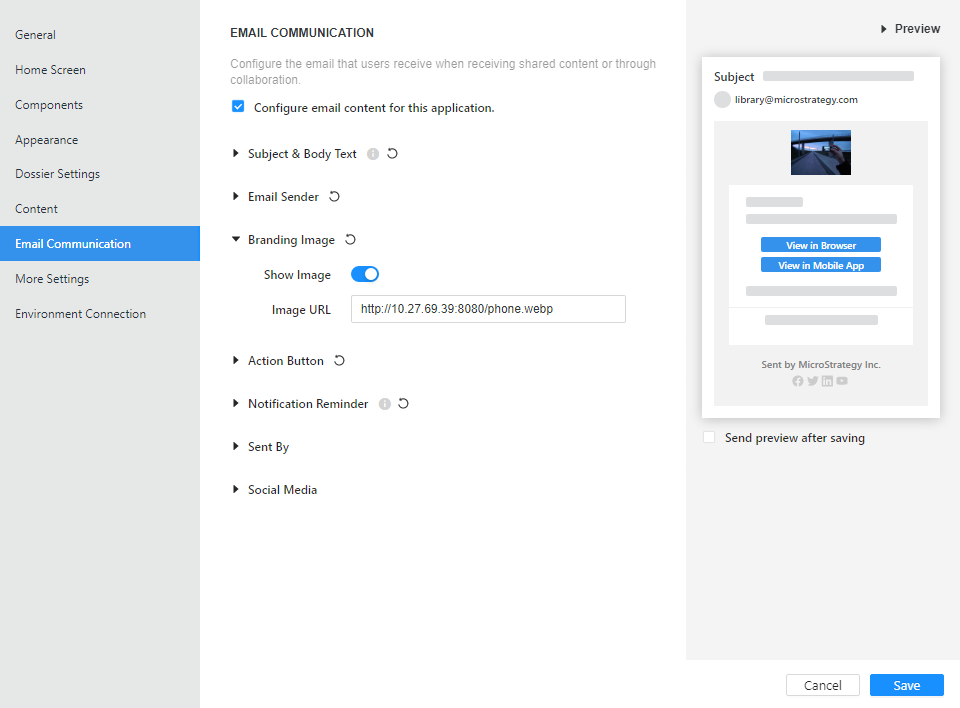 General
Home Screen
Components
Appearance
Dossier Settings
Content
Email Communication
More Settings
Environment Connection
EMAIL COMMUNICATION
Configure the email that users receive when receiving shared content or through
collaboration.
Configure email content for this application.
Subject & Body Text
Email Sender
Branding Image
Show Image
Image URL
http://10.27.69.39:8080/phone.webp
Action Button
Notification Reminder
Sent By
Social Media
Preview
Subject
library@microstrategy.com
View in Browser
View in Mobile App
Sent by MicroStrategy Inc.
Send preview after saving
Cancel
Save